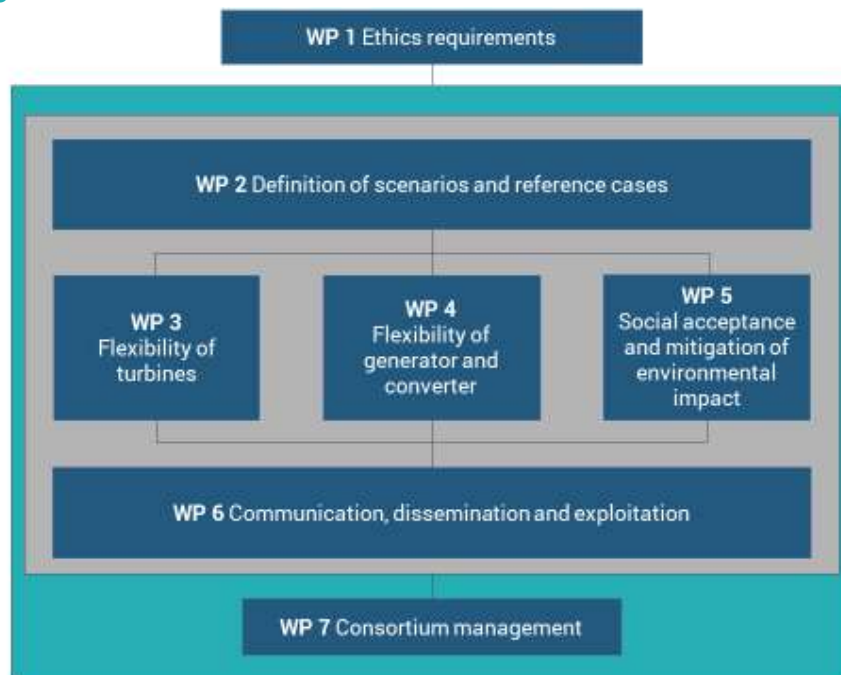 WP 1 Ethics requirements
WP 2 Definition of scenarios and reference cases
WP 3
Flexibility of
turbines
WP 4
Flexibility of
generator and
converter
WP 5
Social acceptance
and mitigation of
environmental
impact
WP 6 Communication, dissemination and exploitation
WP 7 Consortium management